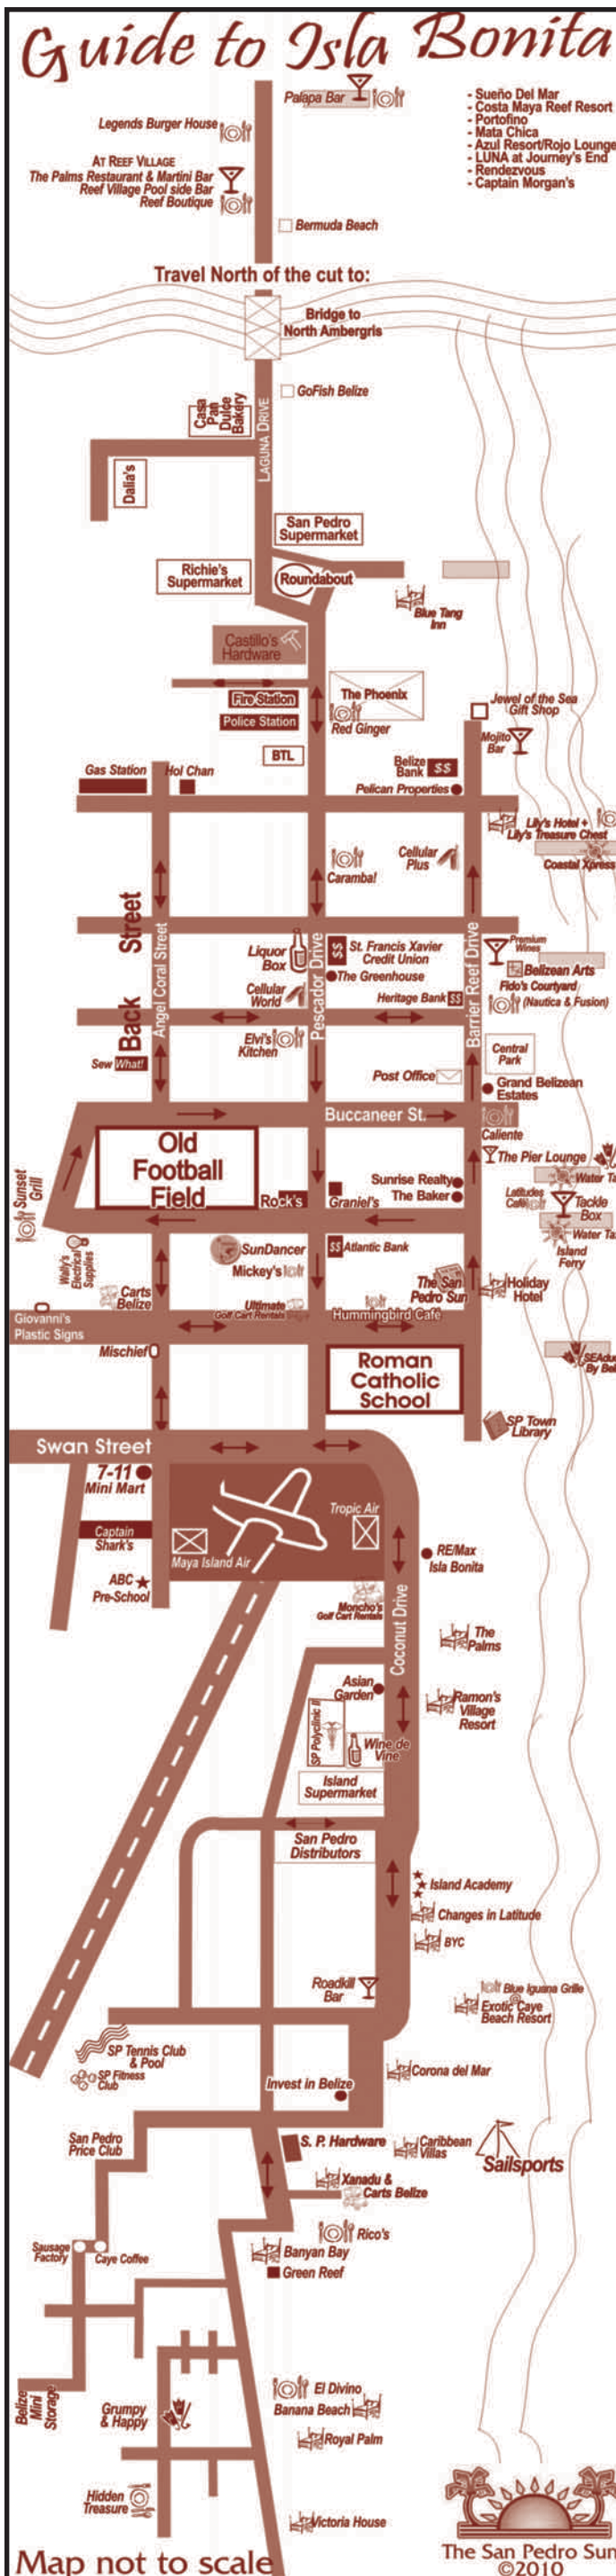 Guide to Isla Bonita
Palapa Bar
- Sueño Del Mar
- Costa Maya Reef Resort
- Portofino
- Mata Chica
- Azul Resort/Rojo Lounge
- LUNA at Journey's End
- Rendezvous
- Captain Morgan's
Legends Burger House
AT REEF VILLAGE
The Palms Restaurant & Martini Bar
Reef Village Pool side Bar
Reef Boutique
Bermuda Beach
Travel North of the cut to:
Bridge to
North Ambergris
GoFish Belize
Casa
Pan
Dulce
Bakery
LAGUNA DRIVE
Dalia's
San Pedro
Supermarket
Richie's
Supermarket
Roundabout
Blue Tang
Inn
Castillo's
Hardware
Fire Station
Police Station
The Phoenix
Red Ginger
Jewel of the Sea
Gift Shop
Mojito
Bar
BTL
Belize
Bank
$$
Gas Station
Hol Chan
Pelican Properties
Lily's Hotel +
Lily's Treasure Chest
Coastal Xpress
Caramba!
Cellular
Plus
Back Street
Angel Coral Street
Pescador Drive
Barrier Reef Drive
Liquor
Box
$$
St. Francis Xavier
Credit Union
Premium
Wines
The Greenhouse
Belizean Arts
Fido's Courtyard
(Nautica & Fusion)
Cellular
World
Heritage Bank
$$
Elvi's
Kitchen
Central
Park
Sew What!
Post Office
Grand Belizean
Estates
Buccaneer St.
Caliente
Old
Football
Field
The Pier Lounge
Water Ta
Sunset
Grill
Sunrise Realty
The Baker
Rock's
Graniel's
Latitudes
Café
Tackle
Box
Water Ta
Island
Ferry
Wally's
Electrical
Supplies
SunDancer
Mickey's
$$
Atlantic Bank
Carts
Belize
The San
Pedro Sun
Holiday
Hotel
Ultimate
Golf Cart Rentals
Hummingbird Café
Giovanni's
Plastic Signs
Mischief
Roman
Catholic
School
SEAduc
By Bel
SP Town
Library
Swan Street
7-11
Mini Mart
Captain
Shark's
ABC
Pre-School
Maya Island Air
Tropic Air
RE/Max
Isla Bonita
Moncho's
Golf Cart Rentals
Coconut Drive
The
Palms
Asian
Garden
Ramon's
Village
Resort
SP Polyclinic II
Wine de
Vine
Island
Supermarket
San Pedro
Distributors
Island Academy
Changes in Latitude
BYC
Roadkill
Bar
Blue Iguana Grille
Exotic Caye
Beach Resort
SP Tennis Club
& Pool
SP Fitness
Club
Corona del Mar
Invest in Belize
San Pedro
Price Club
S. P. Hardware
Caribbean
Villas
Sailsports
Xanadu &
Carts Belize
Rico's
Sausage
Factory
Caye Coffee
Banyan Bay
Green Reef
Belize
Mini
Storage
Grumpy
& Happy
El Divino
Banana Beach
Royal Palm
Hidden
Treasure
Victoria House
Map not to scale
The San Pedro Sun
©2010